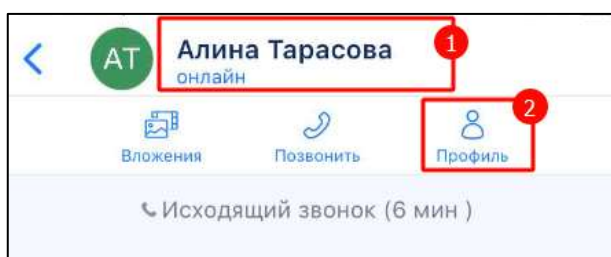 АТ
Алина Тарасова
1
онлайн
2
Вложения Позвонить Профиль
Исходящий звонок (6 мин )